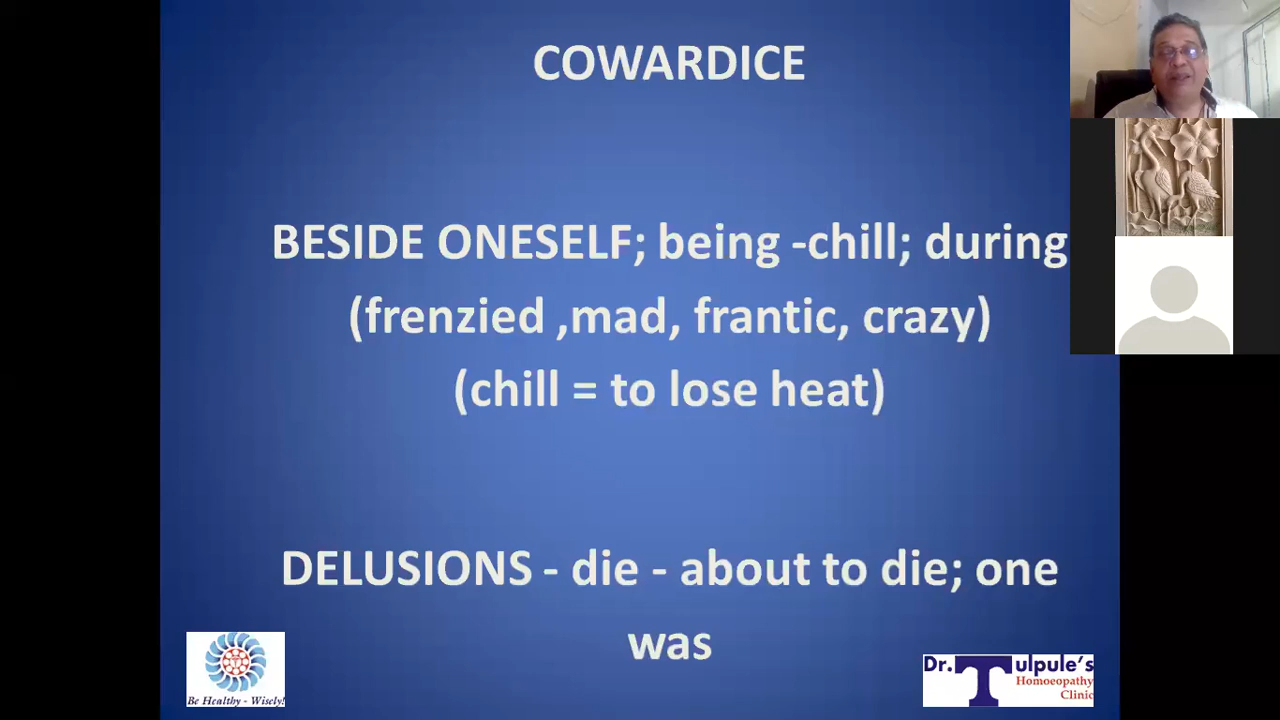 COWARDICE
BESIDE ONESELF; being -chill; during
(frenzied ,mad, frantic, crazy)
(chill = to lose heat)
DELUSIONS - die - about to die; one
was
Be Healthy - Wisely!
Dr. Tulpule's
Homoeopathy
Clinic